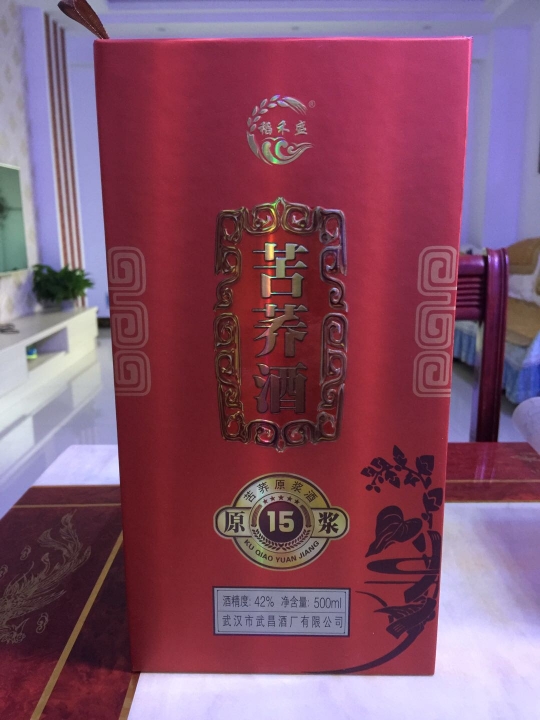 稻禾盛
®
苦荞酒
苦荞原浆酒
原 15 浆
KU QIAO YUAN JIANG
酒精度: 42% 净含量: 500ml
武汉市武昌酒厂有限公司